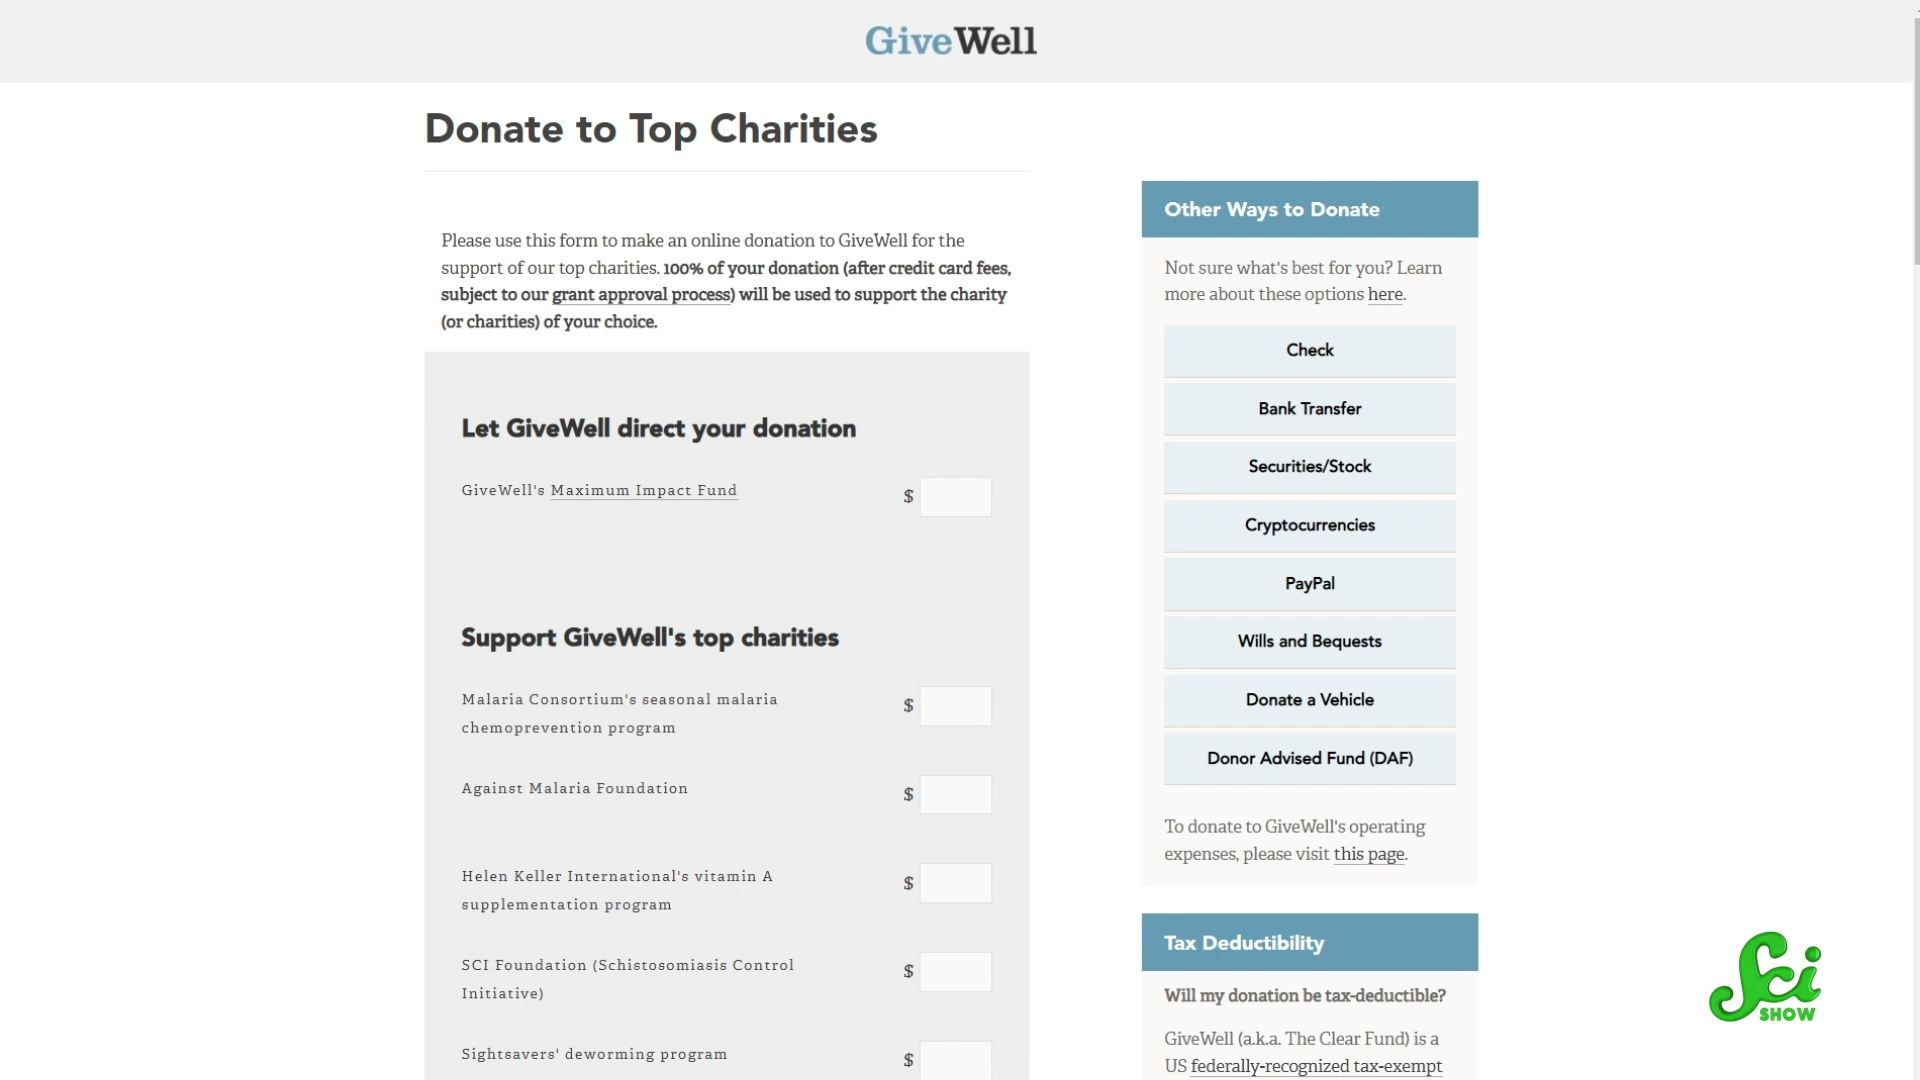 GiveWell
Donate to Top Charities
Please use this form to make an online donation to GiveWell for the
support of our top charities. 100% of your donation (after credit card fees,
subject to our grant approval process) will be used to support the charity
(or charities) of your choice.
Let GiveWell direct your donation
GiveWell's Maximum Impact Fund $
Support GiveWell's top charities
Malaria Consortium's seasonal malaria $
chemoprevention program
Against Malaria Foundation $
Helen Keller International's vitamin A $
supplementation program
SCI Foundation (Schistosomiasis Control $
Initiative)
Sightsavers' deworming program $
Other Ways to Donate
Not sure what's best for you? Learn
more about these options here.
Check
Bank Transfer
Securities/Stock
Cryptocurrencies
PayPal
Wills and Bequests
Donate a Vehicle
Donor Advised Fund (DAF)
To donate to GiveWell's operating
expenses, please visit this page.
Tax Deductibility
Will my donation be tax-deductible?
GiveWell (a.k.a. The Clear Fund) is a
US federally-recognized tax-exempt
Sci
SHOW